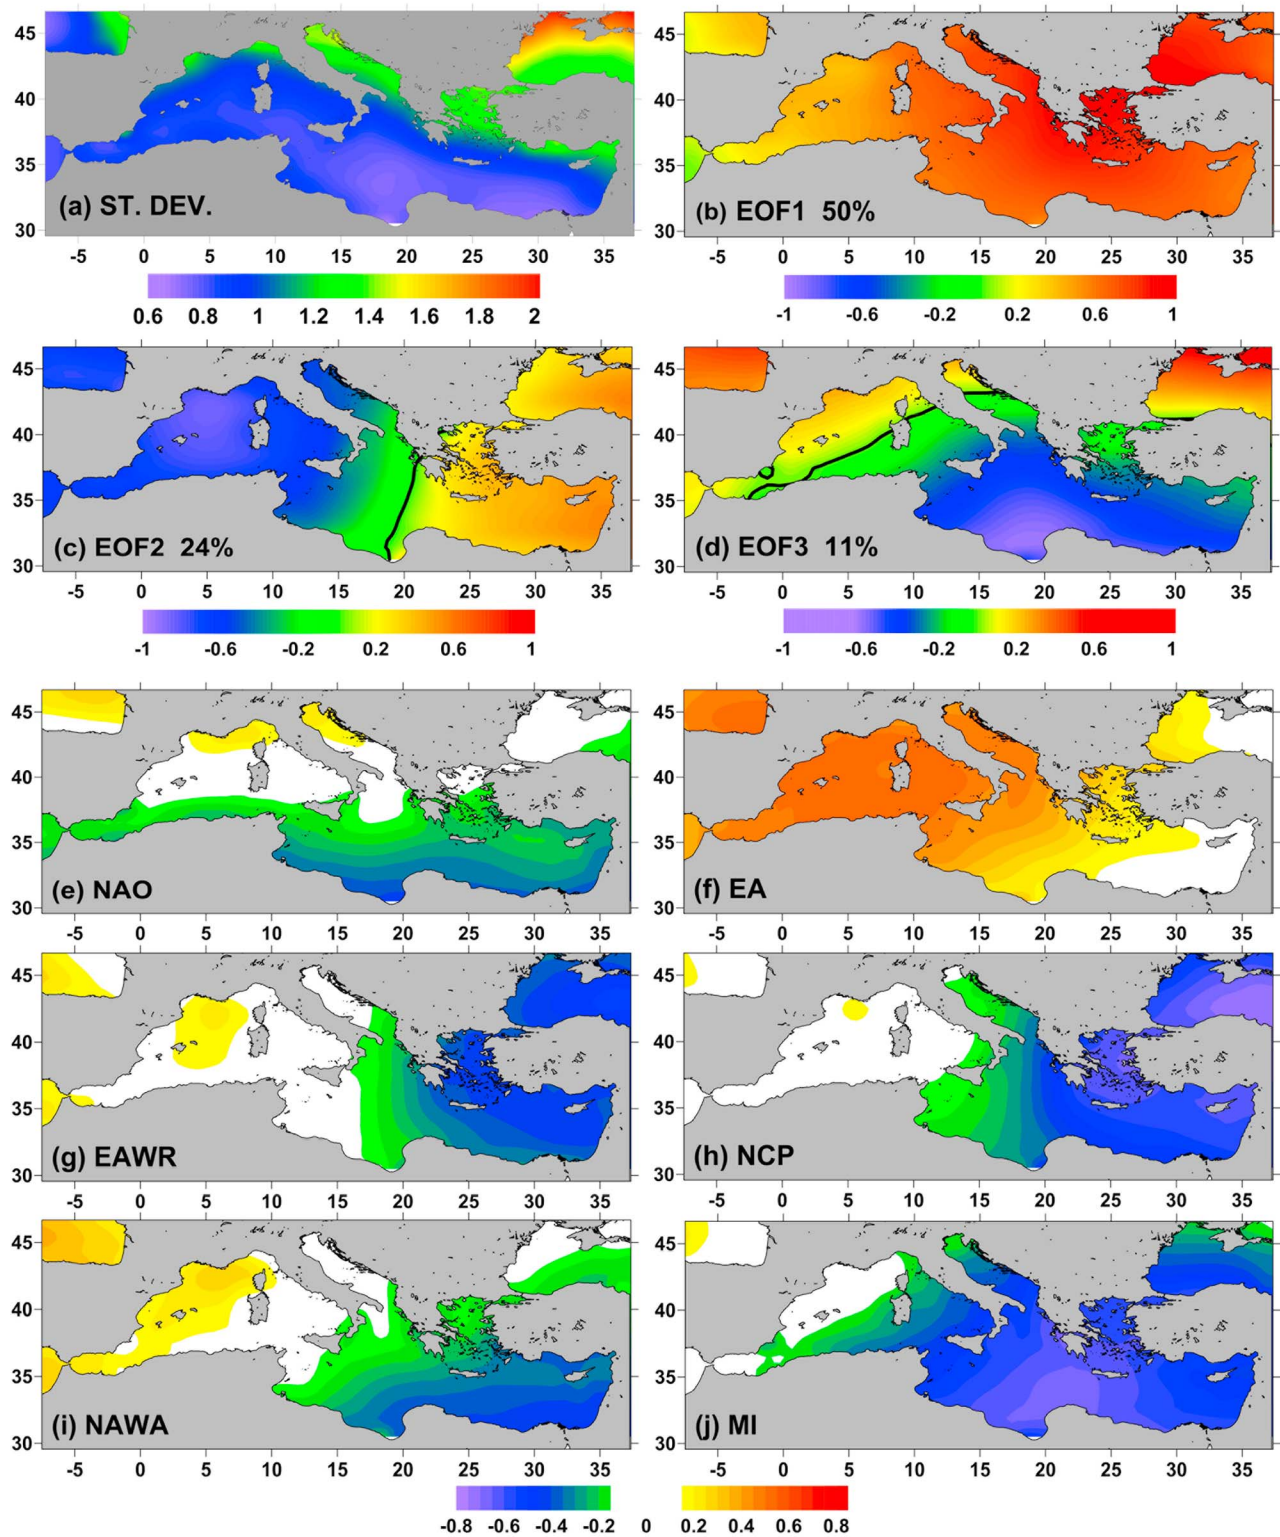 45
40
35
30
(a) ST. DEV.
-5 0 5 10 15 20 25 30 35
0.6 0.8 1 1.2 1.4 1.6 1.8 2
45
40
35
30
(b) EOF1 50%
-5 0 5 10 15 20 25 30 35
-1 -0.6 -0.2 0.2 0.6 1
45
40
35
30
(c) EOF2 24%
-5 0 5 10 15 20 25 30 35
-1 -0.6 -0.2 0.2 0.6 1
45
40
35
30
(d) EOF3 11%
-5 0 5 10 15 20 25 30 35
-1 -0.6 -0.2 0.2 0.6 1
45
40
35
30
(e) NAO
-5 0 5 10 15 20 25 30 35
45
40
35
30
(f) EA
-5 0 5 10 15 20 25 30 35
45
40
35
30
(g) EAWR
-5 0 5 10 15 20 25 30 35
45
40
35
30
(h) NCP
-5 0 5 10 15 20 25 30 35
45
40
35
30
(i) NAWA
-5 0 5 10 15 20 25 30 35
45
40
35
30
(j) MI
-5 0 5 10 15 20 25 30 35
-0.8 -0.6 -0.4 -0.2 0 0.2 0.4 0.6 0.8